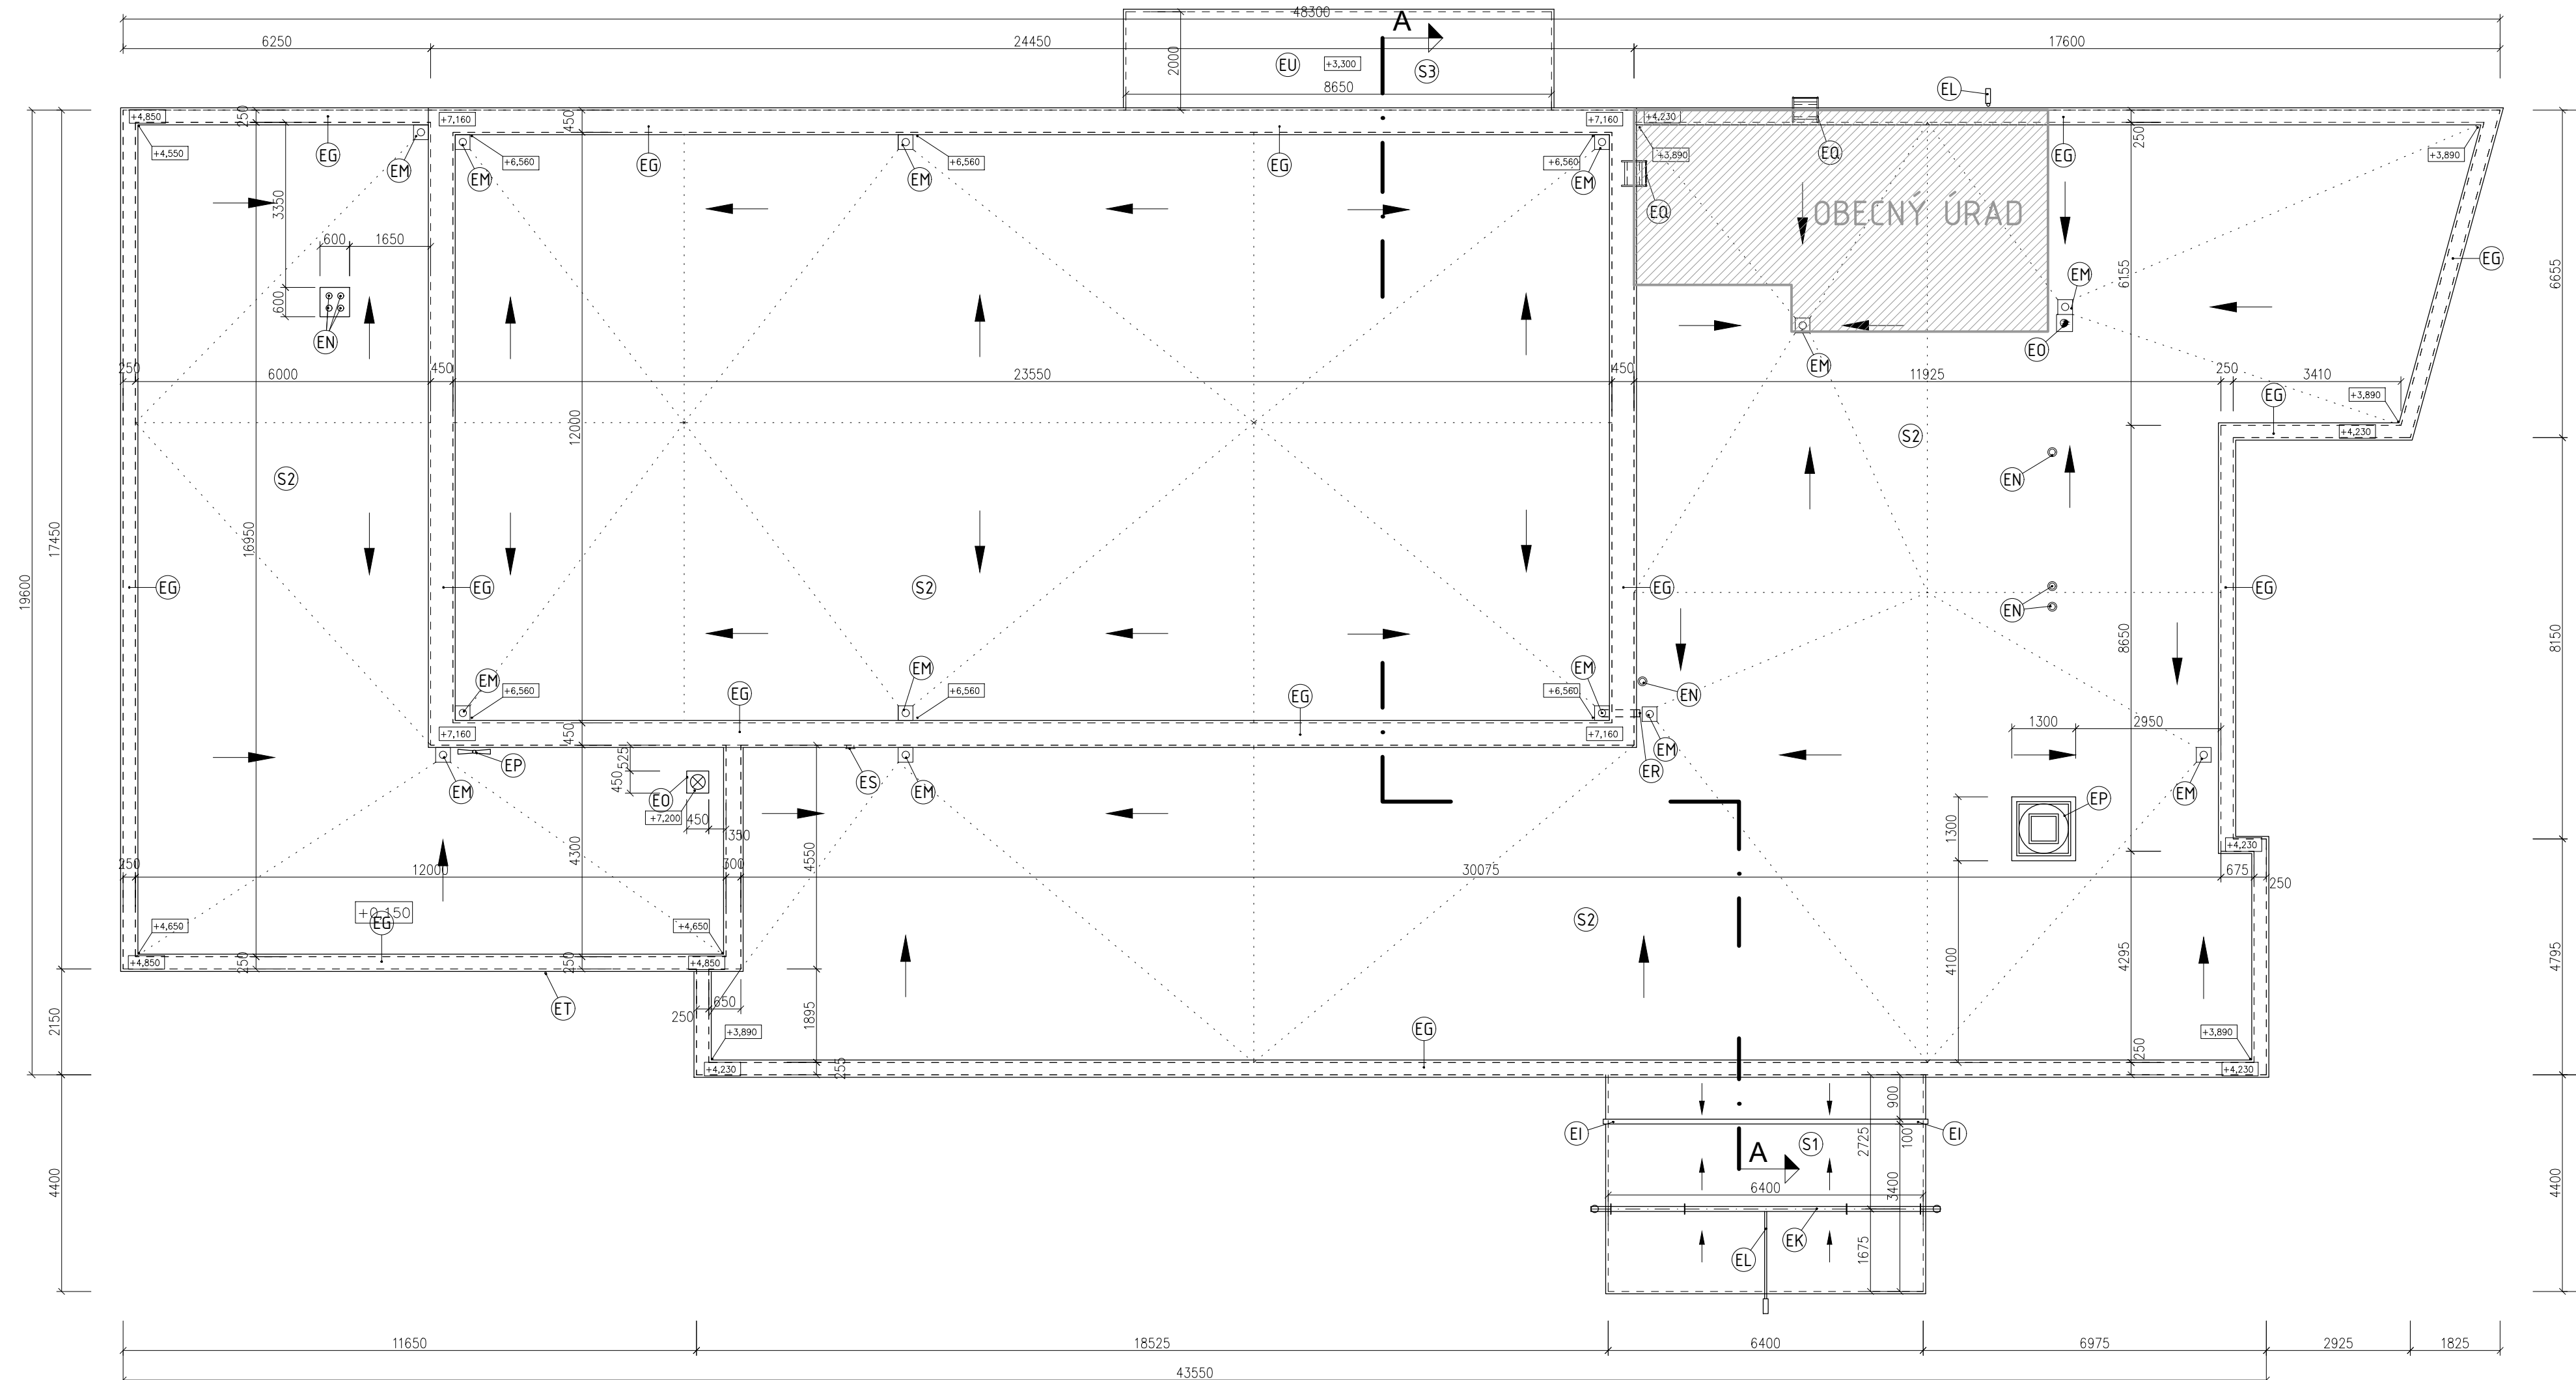 48300
6250
24450
17600
A
2000
EU
+3,300
S3
8650
EL
+4,850
250
+7,160
450
+7,160
+4,230
250
+4,550
EG
EM
EM
+6,560
EG
EM
+6,560
EG
+6,560
EM
+3,890
EQ
EG
+3,890
3350
EQ
OBECNÝ ÚRAD
600
1650
EG
6155
6655
EM
600
EN
EO
EM
250
6000
450
23550
450
11925
250
3410
EG
+3,890
12000
S2
+4,230
S2
EN
16950
17450
19600
EG
EG
S2
EG
EN
EG
8650
8150
EM
+6,560
EM
+6,560
EM
+6,560
EG
EG
EN
+7,160
450
+7,160
1300
2950
EM
ER
EP
EM
525
450
EO
+7,200
450
350
ES
EM
EP
EM
1300
4300
4550
+4,230
250
12000
300
30075
675
250
+0,150
EG
+4,650
+4,650
S2
4100
4295
4795
+4,850
250
250
+4,850
ET
250
650
1895
+3,890
EG
+3,890
250
+4,230
255
+4,230
2150
900
EI
EI
100
2725
S1
A
6400
3400
4400
4400
EK
EL
1675
11650
18525
6400
6975
2925
1825
43550